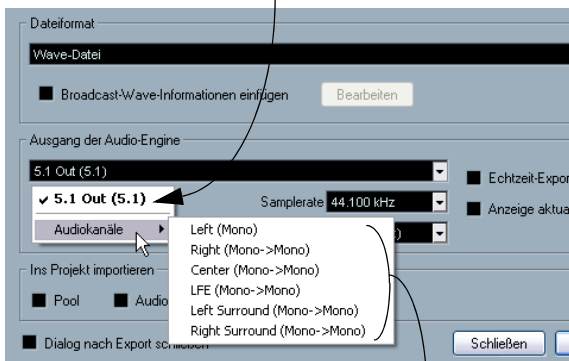 Dateiformat
Wave-Datei
Broadcast-Wave-Informationen einfügen Bearbeiten
Ausgang der Audio-Engine
5.1 Out (5.1)
Echtzeit-Expor
✓ 5.1 Out (5.1)
Samplerate 44.100 kHz
Anzeige aktua
Audiokanäle
Left (Mono)
Right (Mono->Mono)
Center (Mono->Mono)
LFE (Mono->Mono)
Left Surround (Mono->Mono)
Right Surround (Mono->Mono)
Ins Projekt importieren
Pool Audio
Dialog nach Export schließen
Schließen